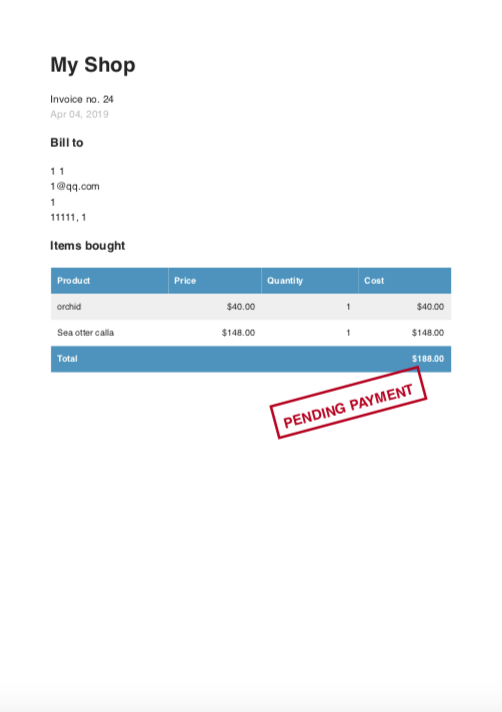 My Shop
Invoice no. 24
Apr 04, 2019
Bill to
1 1
1@qq.com
1
11111, 1
Items bought
Product Price Quantity Cost
orchid $40.00 1 $40.00
Sea otter calla $148.00 1 $148.00
Total $188.00
PENDING PAYMENT